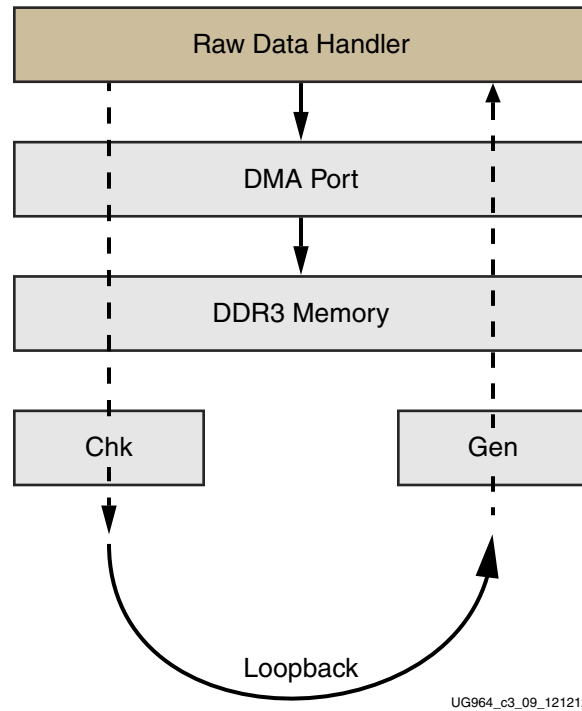 Raw Data Handler
DMA Port
DDR3 Memory
Chk
Gen
Loopback